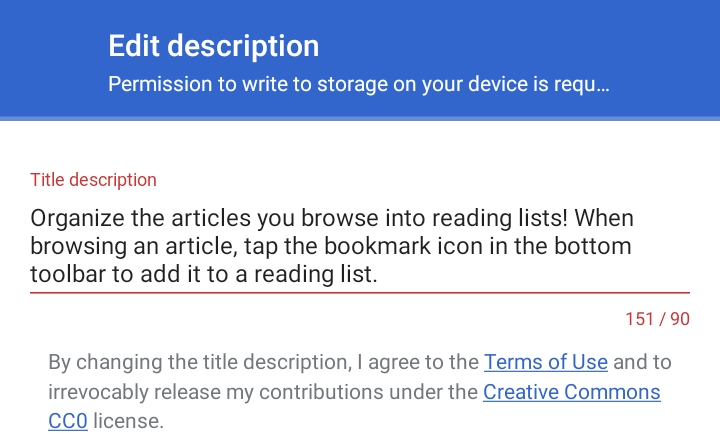 Edit description
Permission to write to storage on your device is requ...
Title description
Organize the articles you browse into reading lists! When
browsing an article, tap the bookmark icon in the bottom
toolbar to add it to a reading list.
151 / 90
By changing the title description, I agree to the Terms of Use and to
irrevocably release my contributions under the Creative Commons
CC0 license.